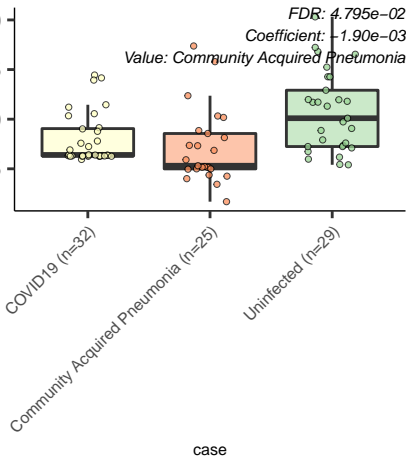 FDR: 4.795e−02
Coefficient: −1.90e−03
Value: Community Acquired Pneumonia
COVID19 (n=32)
Community Acquired Pneumonia (n=25)
Uninfected (n=29)
case